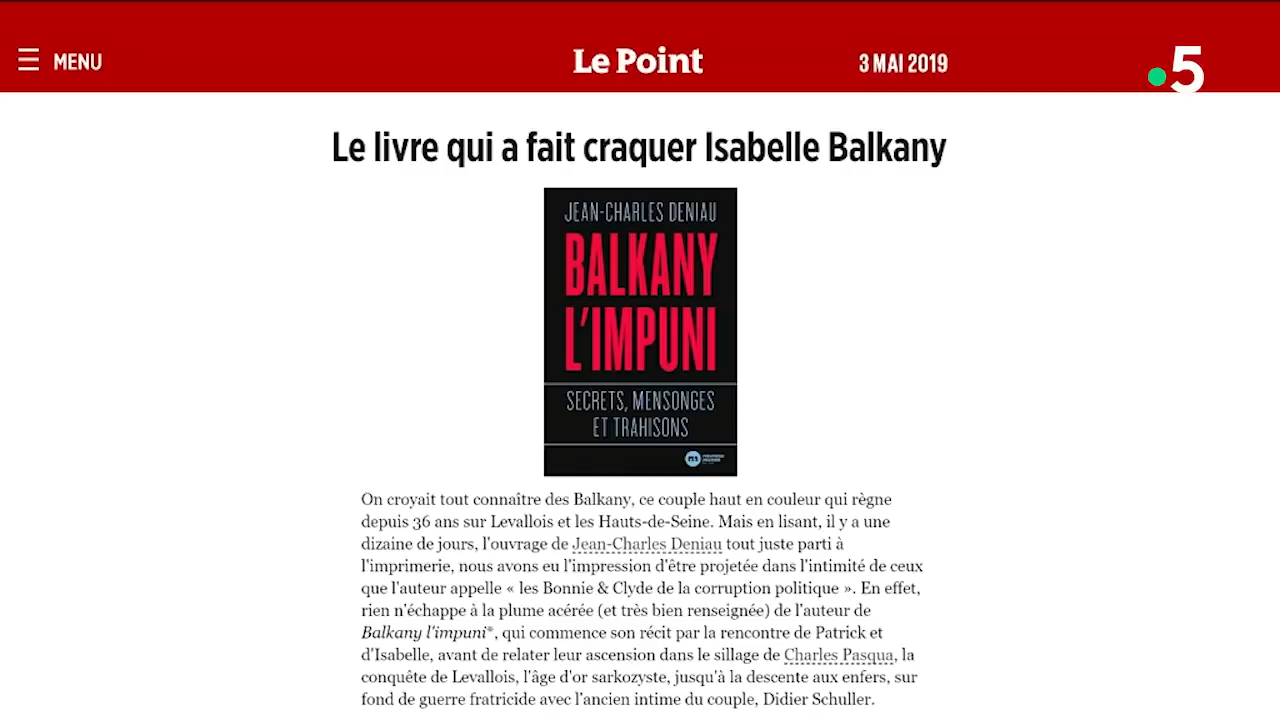 MENU
Le Point
3 MAI 2019
5
Le livre qui a fait craquer Isabelle Balkany
JEAN-CHARLES DENIAU
BALKANY
L'IMPUNI
SECRETS, MENSONGES
ET TRAHISONS
On croyait tout connaître des Balkany, ce couple haut en couleur qui règne
depuis 36 ans sur Levallois et les Hauts-de-Seine. Mais en lisant, il y a une
dizaine de jours, l'ouvrage de Jean-Charles Deniau tout juste parti à
l'imprimerie, nous avons eu l'impression d'être projetée dans l'intimité de ceux
que l'auteur appelle « les Bonnie & Clyde de la corruption politique ». En effet,
rien n'échappe à la plume acérée (et très bien renseignée) de l'auteur de
Balkany l'impuni*, qui commence son récit par la rencontre de Patrick et
d'Isabelle, avant de relater leur ascension dans le sillage de Charles Pasqua, la
conquête de Levallois, l'âge d'or sarkozyste, jusqu'à la descente aux enfers, sur
fond de guerre fratricide avec l'ancien intime du couple, Didier Schuller.